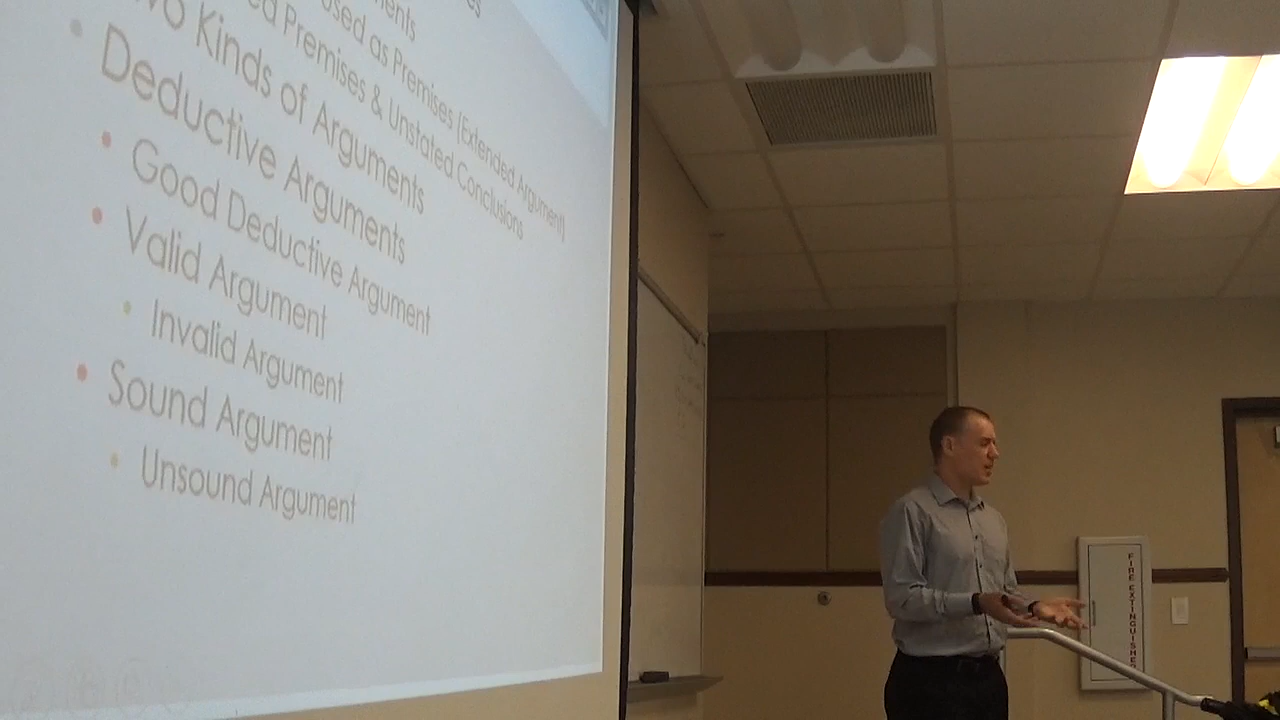 ments
used as Premises (Extended Argument)
ed Premises & Unstated Conclusions
wo Kinds of Arguments
Deductive Arguments
Good Deductive Argument
Valid Argument
Invalid Argument
Sound Argument
Unsound Argument
FIRE EXTINGUISHER